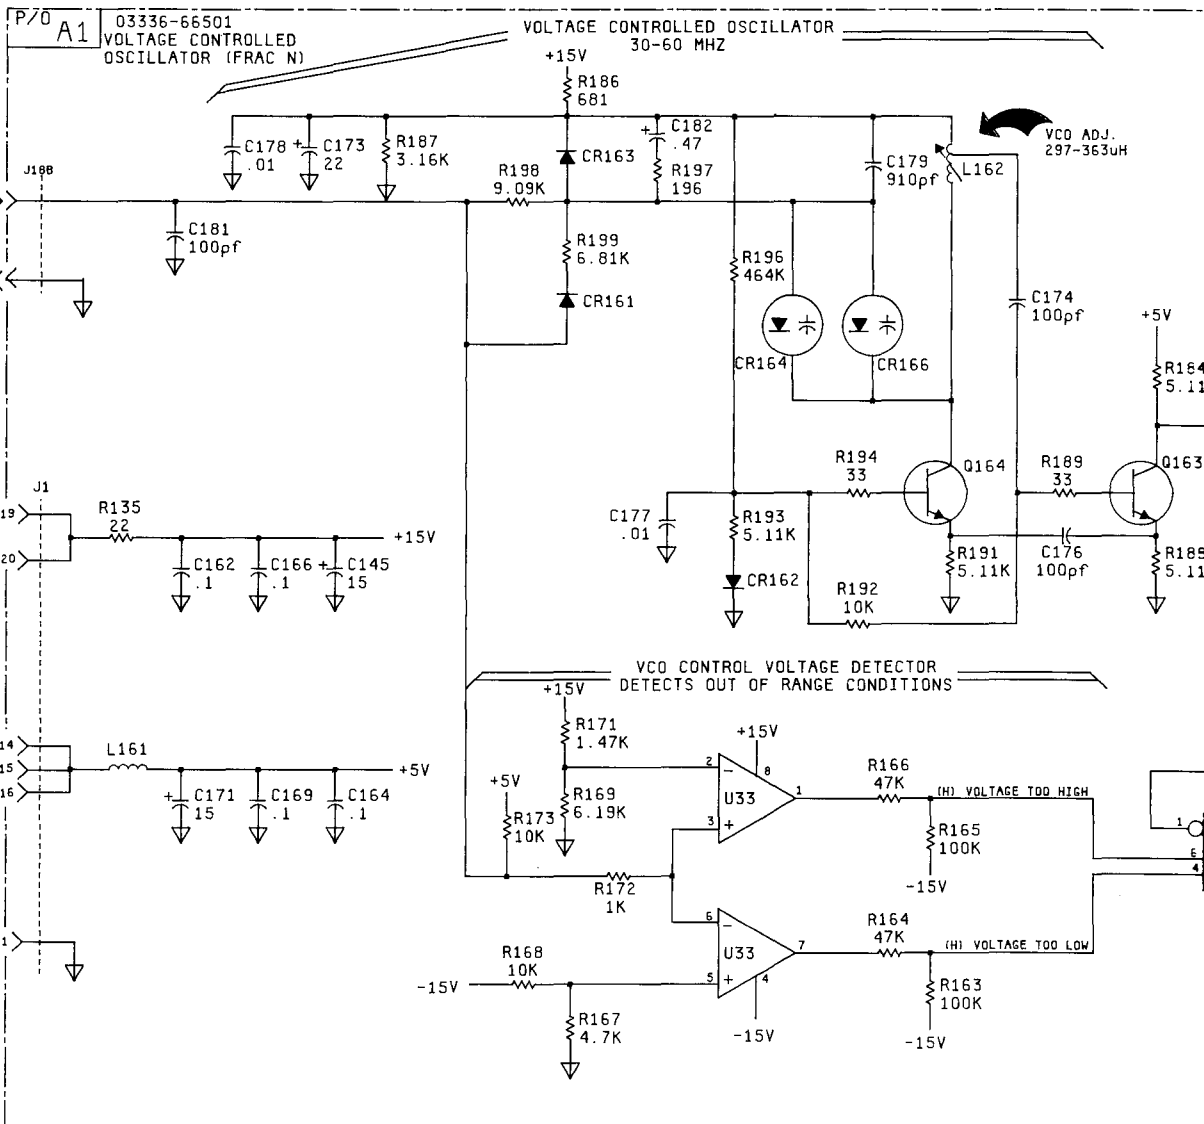 P/O A1
03336-66501
VOLTAGE CONTROLLED
OSCILLATOR (FRAC N)
VOLTAGE CONTROLLED OSCILLATOR
30-60 MHZ
+15V
R186
681
C178
.01
+
C173
22
R187
3.16K
CR163
+
C182
.47
R197
196
C179
910pf
L162
VCO ADJ.
297-363uH
J18B
R198
9.09K
C181
100pf
R199
6.81K
CR161
R196
464K
CR164
CR166
C174
100pf
+5V
R184
5.11
J1
19
20
R135
22
+15V
C162
.1
C166
.1
+
C145
15
C177
.01
R193
5.11K
CR162
R194
33
Q164
R189
33
Q163
R191
5.11K
C176
100pf
R185
5.11
R192
10K
VCO CONTROL VOLTAGE DETECTOR
DETECTS OUT OF RANGE CONDITIONS
14
15
16
L161
+5V
+
C171
15
C169
.1
C164
.1
1
+15V
R171
1.47K
R169
6.19K
+5V
R173
10K
R172
1K
+15V
8
2
-
U33
3
+
1
R166
47K
(H) VOLTAGE TOO HIGH
R165
100K
-15V
6
-
U33
5
+
7
4
-15V
R164
47K
(H) VOLTAGE TOO LOW
R163
100K
-15V
R168
10K
-15V
R167
4.7K
1
6
4